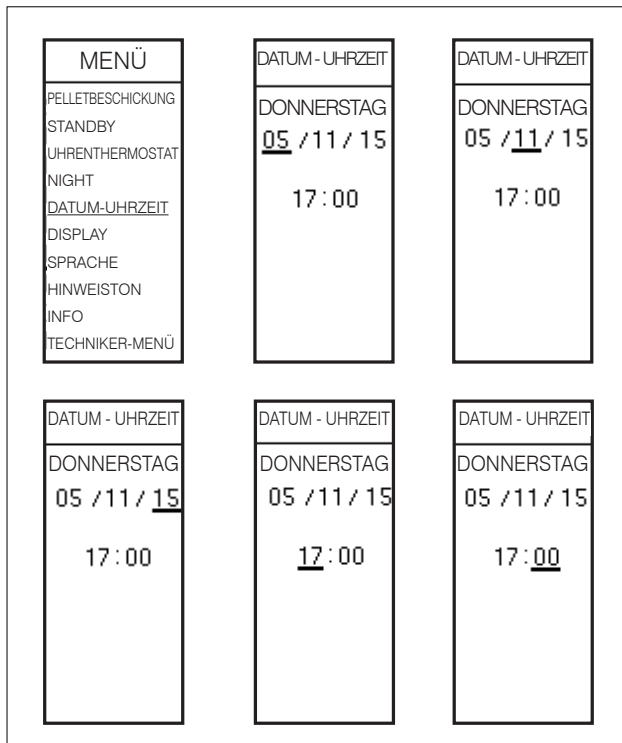 MENÜ
PELLETBESCHICKUNG
STANDBY
UHRENTHERMOSTAT
NIGHT
DATUM-UHRZEIT
DISPLAY
SPRACHE
HINWEISTON
INFO
TECHNIKER-MENÜ
DATUM - UHRZEIT
DONNERSTAG
05 /11/ 15
17:00
DATUM - UHRZEIT
DONNERSTAG
05 /11/ 15
17:00
DATUM - UHRZEIT
DONNERSTAG
05 /11/ 15
17:00
DATUM - UHRZEIT
DONNERSTAG
05 /11/ 15
17:00
DATUM - UHRZEIT
DONNERSTAG
05 /11/ 15
17:00